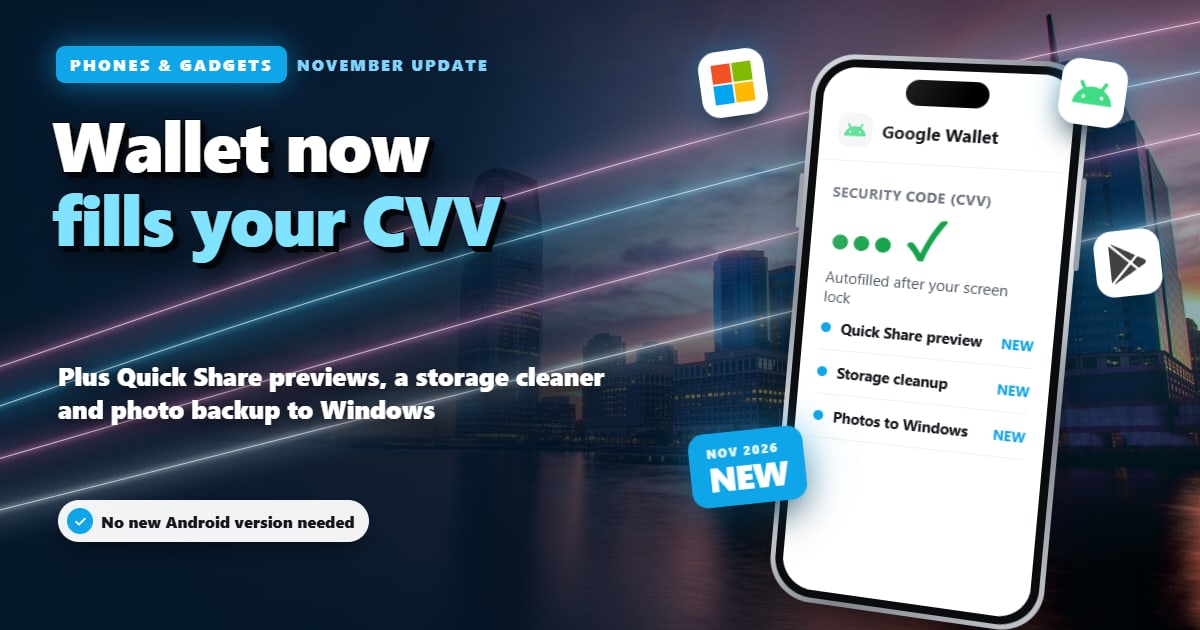 PHONES & GADGETS NOVEMBER UPDATE
Wallet now
fills your CVV
Plus Quick Share previews, a storage cleaner
and photo backup to Windows
No new Android version needed
Google Wallet
SECURITY CODE (CVV)
Autofilled after your screen
lock
Quick Share preview NEW
Storage cleanup NEW
Photos to Windows NEW
NOV 2026
NEW